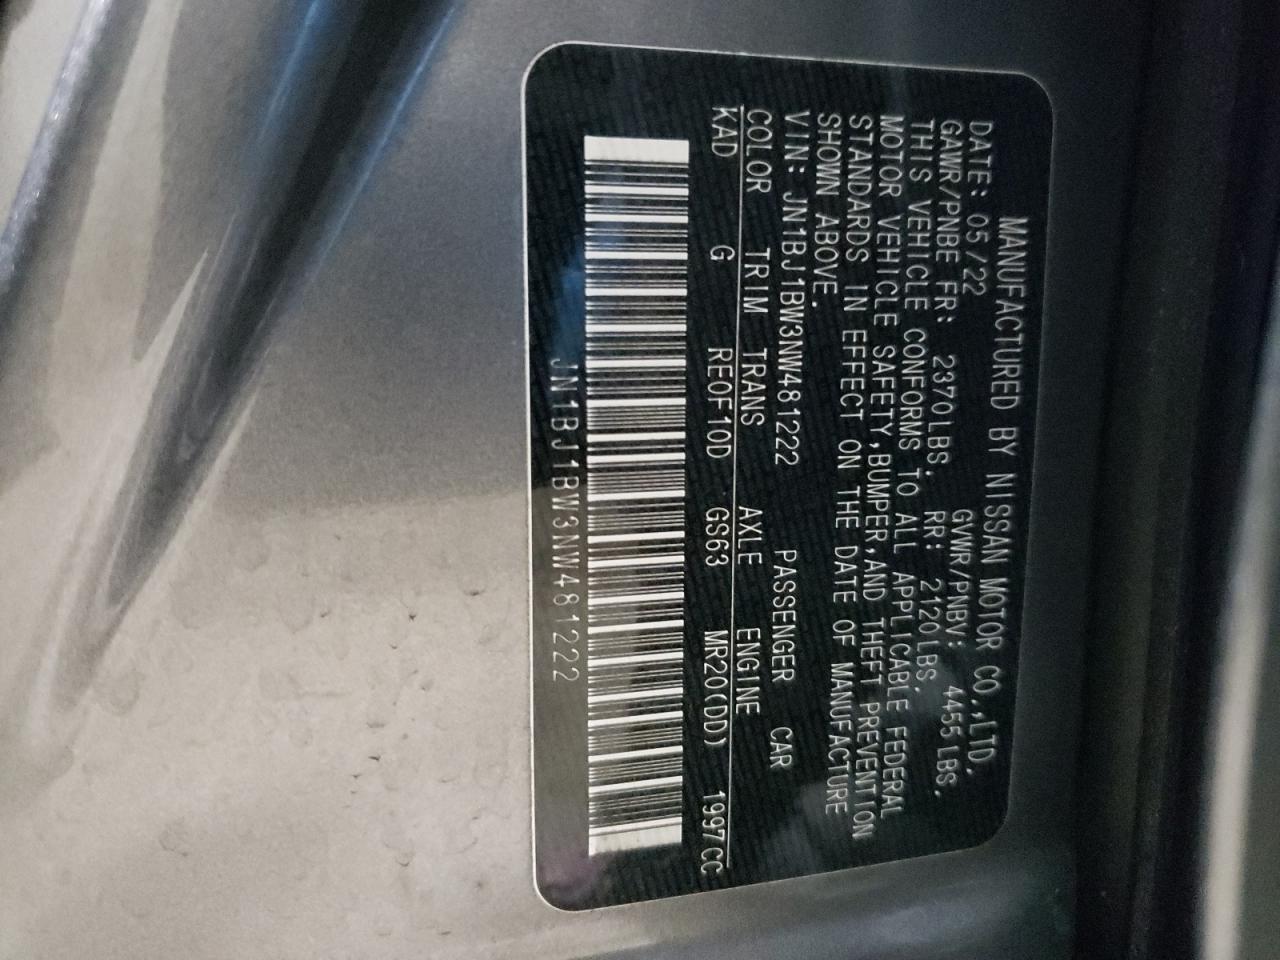 MANUFACTURED BY NISSAN MOTOR CO.,LTD.
DATE: 05/22 GVWR/PNBV: 4455LBS.
GAWR/PNBE FR: 2370LBS. RR: 2120LBS.
THIS VEHICLE CONFORMS TO ALL APPLICABLE FEDERAL
MOTOR VEHICLE SAFETY,BUMPER,AND THEFT PREVENTION
STANDARDS IN EFFECT ON THE DATE OF MANUFACTURE
SHOWN ABOVE.
VIN: JN1BJ1BW3NW481222 PASSENGER CAR
COLOR TRIM TRANS AXLE ENGINE
KAD G RE0F10D GS63 MR20(DD) 1997CC
JN1BJ1BW3NW481222